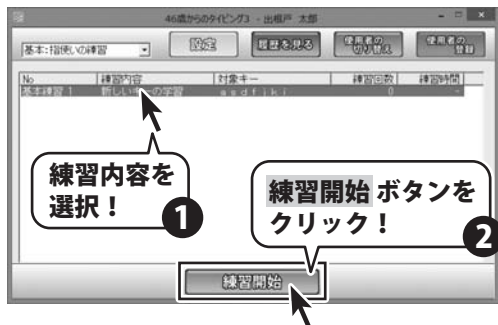 46歳からのタイピング3 - 出根戸 太郎
基本:指使いの練習 設定 履歴を見る 使用者の切り替え 使用者の登録
No 練習内容 対象キー 練習回数 練習時間
基本練習 1 新しいキーの学習 a s d f j k l 0 -
練習内容を
選択！
1
練習開始 ボタンを
クリック！
2
練習開始